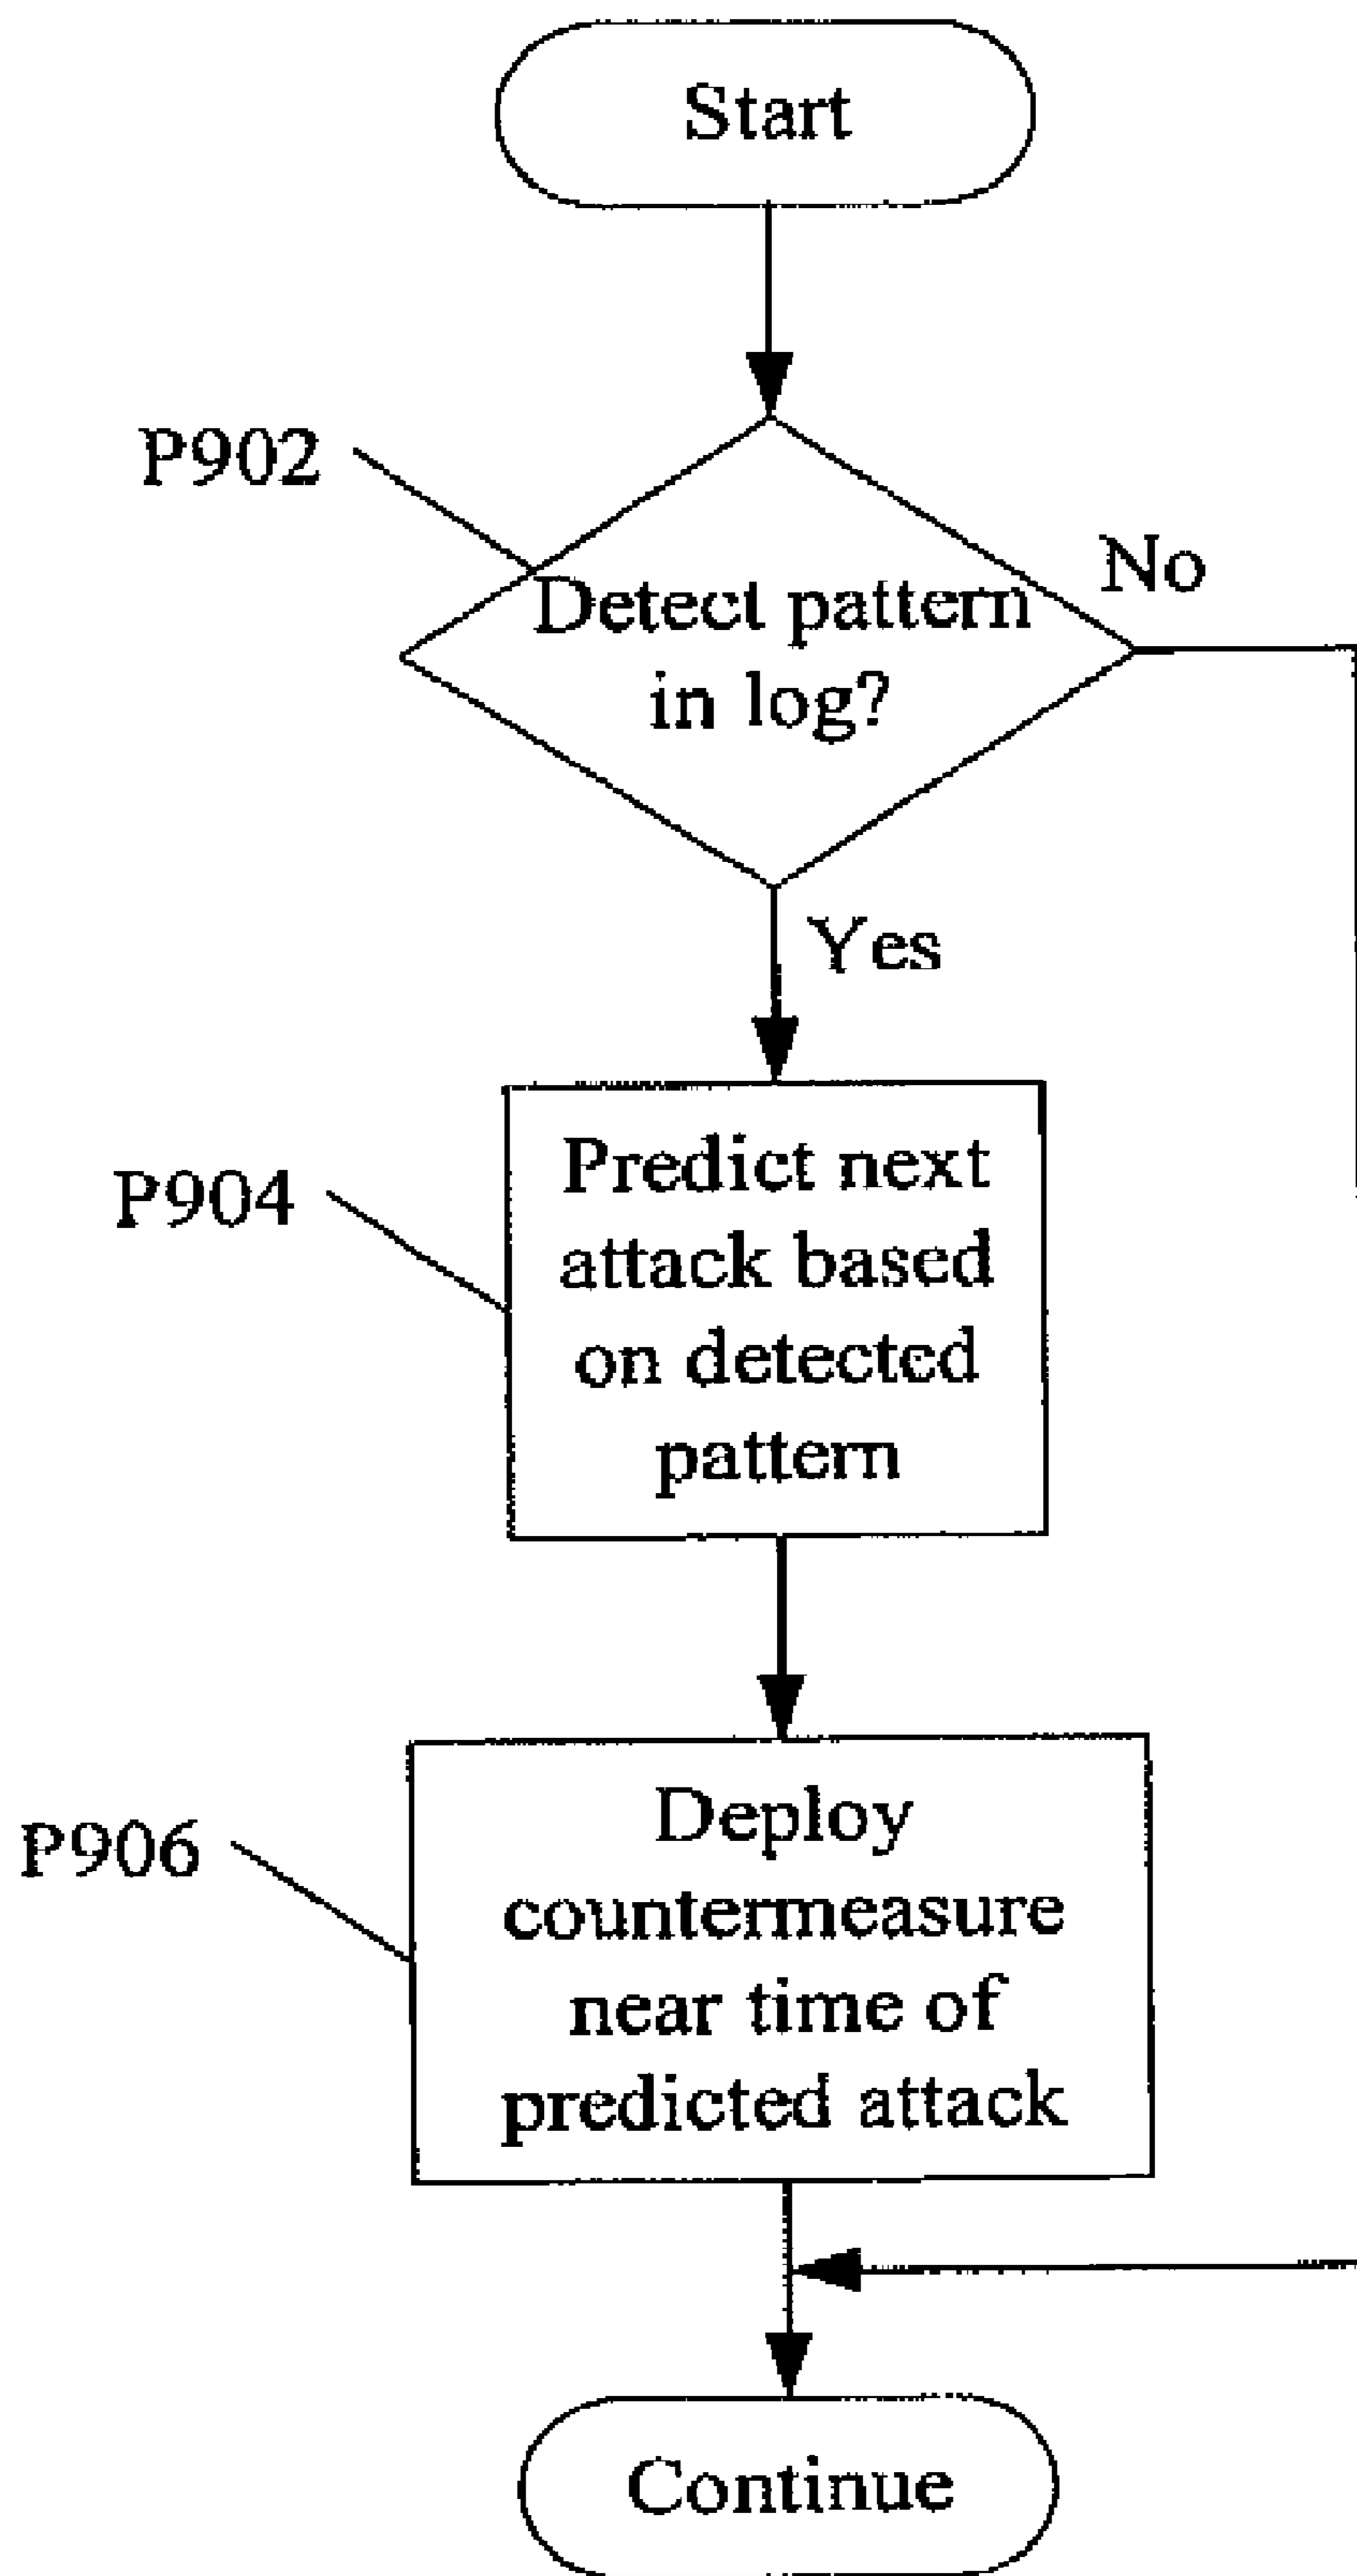 Start
P902
No
Detect pattern
in log?
Yes
P904
Predict next
attack based
on detected
pattern
P906
Deploy
countermeasure
near time of
predicted attack
Continue